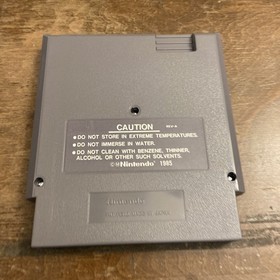 CAUTION
• DO NOT STORE IN EXTREME TEMPERATURES.
• DO NOT IMMERSE IN WATER.
• DO NOT CLEAN WITH BENZENE, THINNER,
ALCOHOL OR OTHER SUCH SOLVENTS.
©®Nintendo® 1985
Nintendo